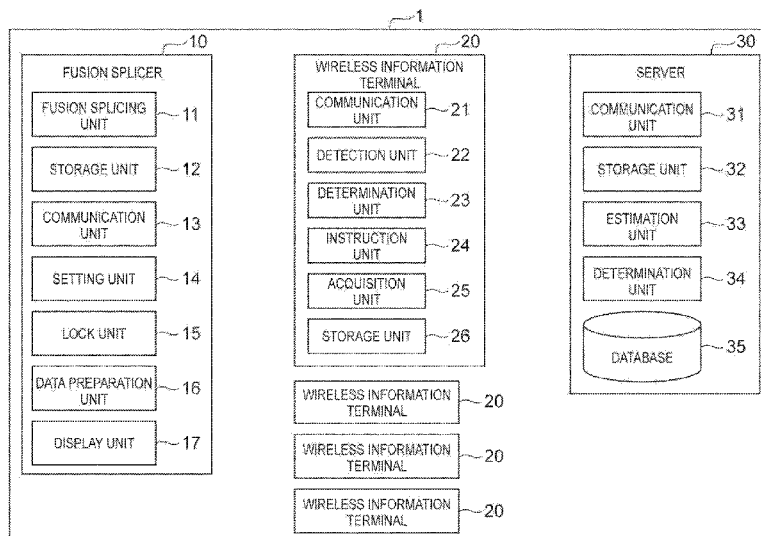 1
10
FUSION SPLICER
FUSION SPLICING
UNIT
11
STORAGE UNIT
12
COMMUNICATION
UNIT
13
SETTING UNIT
14
LOCK UNIT
15
DATA PREPARATION
UNIT
16
DISPLAY UNIT
17
20
WIRELESS INFORMATION
TERMINAL
COMMUNICATION
UNIT
21
DETECTION UNIT
22
DETERMINATION
UNIT
23
INSTRUCTION
UNIT
24
ACQUISITION
UNIT
25
STORAGE UNIT
26
WIRELESS INFORMATION
TERMINAL
20
WIRELESS INFORMATION
TERMINAL
20
WIRELESS INFORMATION
TERMINAL
20
30
SERVER
COMMUNICATION
UNIT
31
STORAGE UNIT
32
ESTIMATION
UNIT
33
DETERMINATION
UNIT
34
DATABASE
35